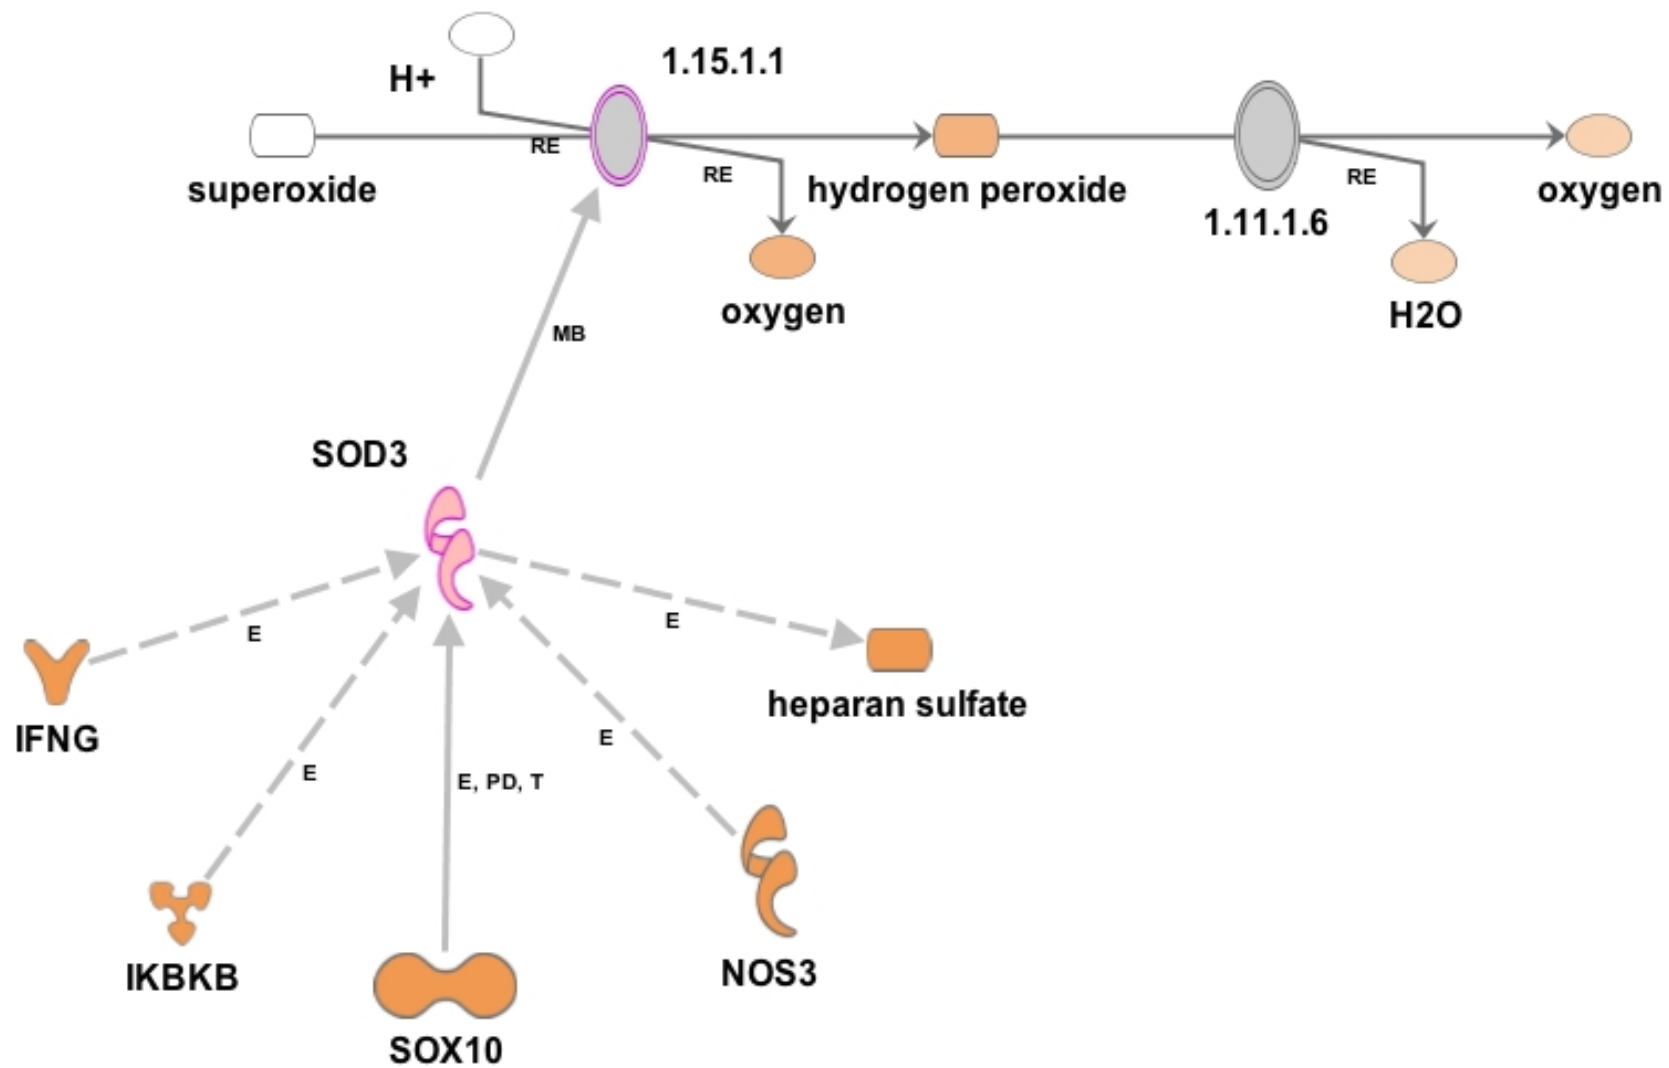 1.15.1.1
H+
RE
superoxide
RE
hydrogen peroxide
RE
oxygen
1.11.1.6
oxygen
H2O
MB
SOD3
E
E
heparan sulfate
IFNG
E
E
E, PD, T
IKBKB
NOS3
SOX10